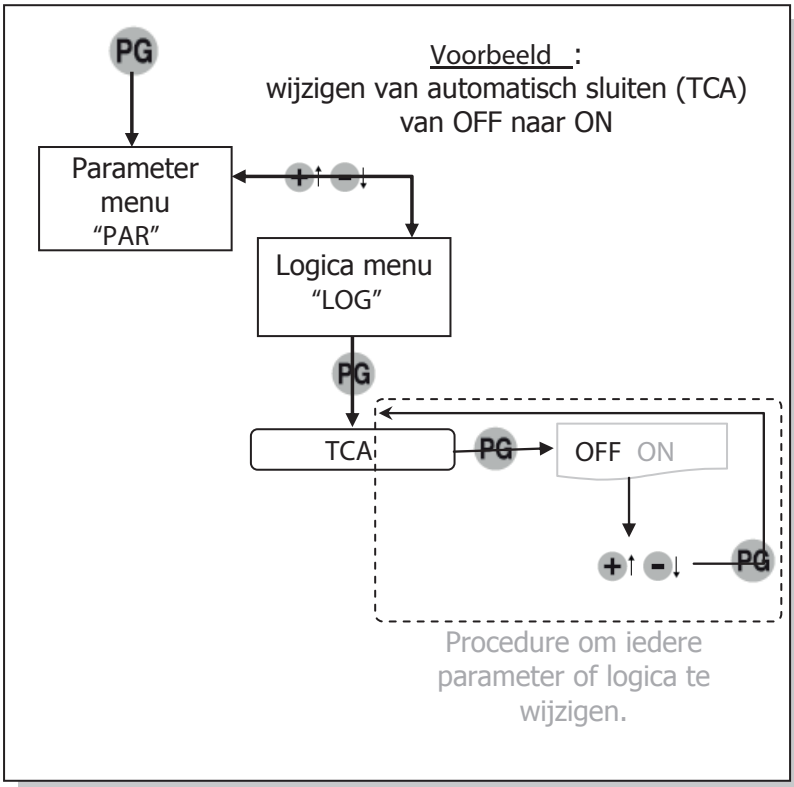 PG
Voorbeeld :
wijzigen van automatisch sluiten (TCA)
van OFF naar ON
Parameter
menu
“PAR”
+↑ -↓
Logica menu
“LOG”
PG
TCA
PG
OFF ON
+↑ -↓
PG
Procedure om iedere
parameter of logica te
wijzigen.